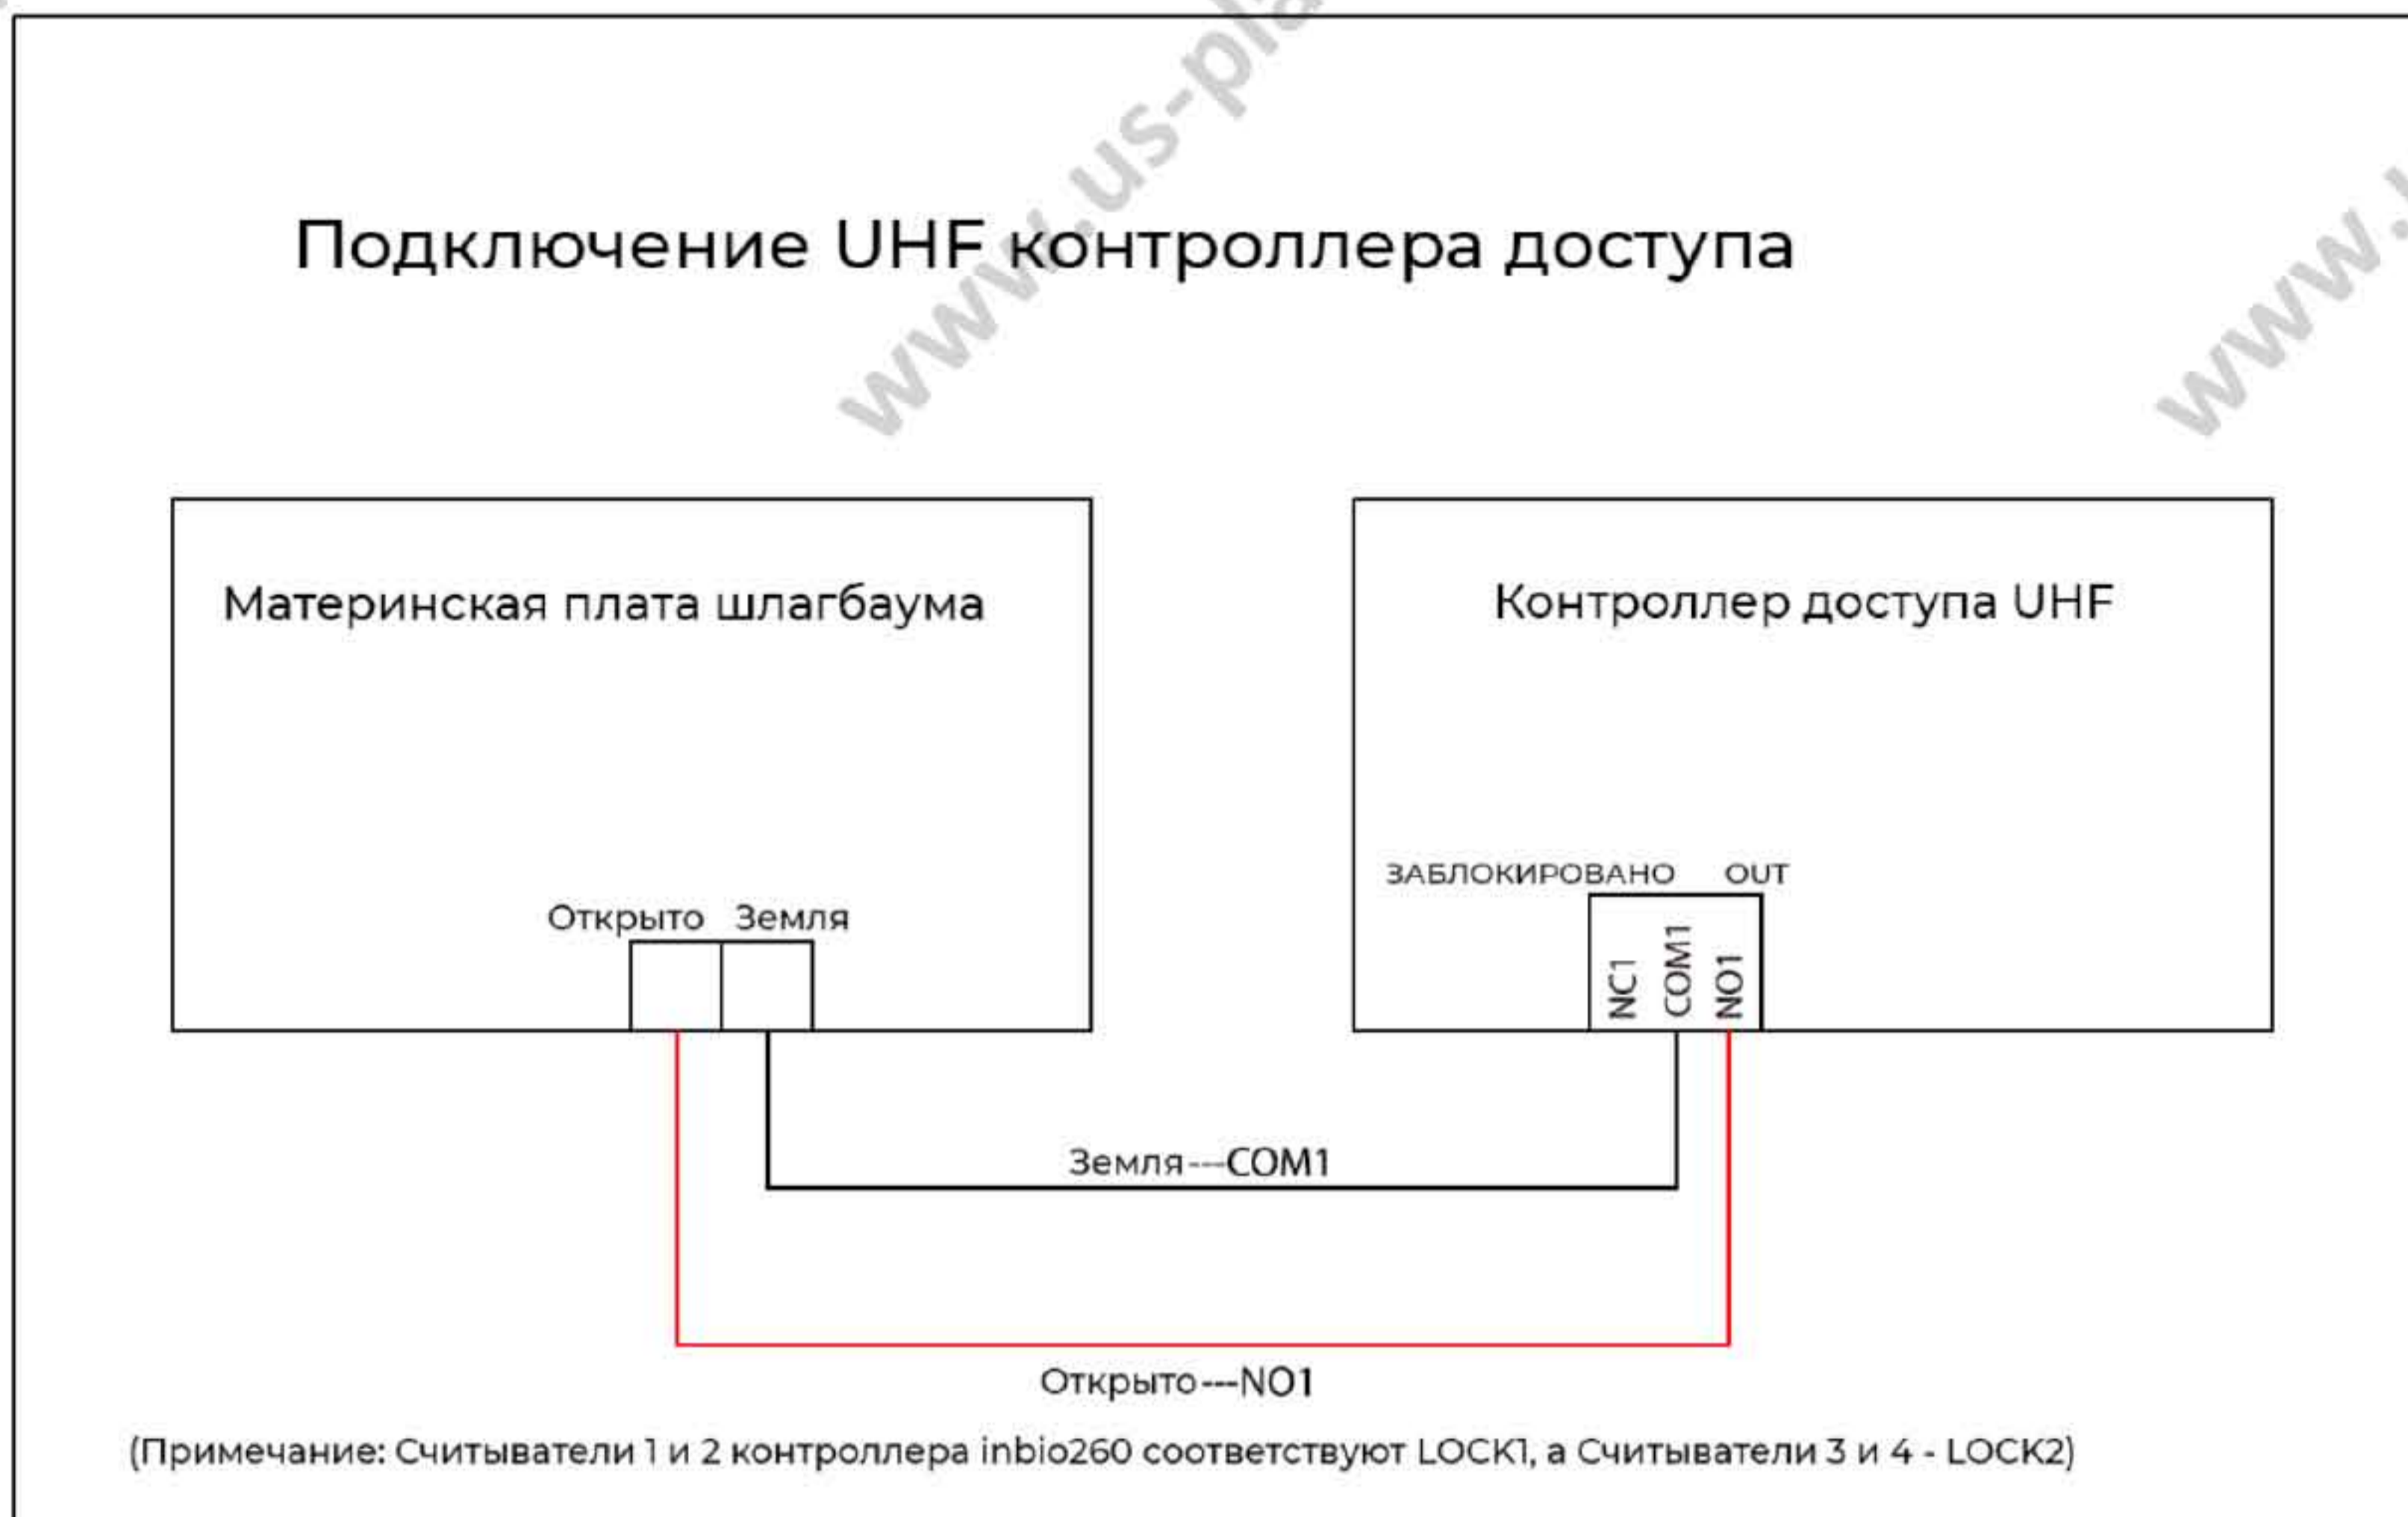 Подключение UHF контроллера доступа
Материнская плата шлагбаума
Контроллер доступа UHF
ЗАБЛОКИРОВАНО OUT
Открыто Земля
NC1
COM1
NO1
Земля---COM1
Открыто---NO1
(Примечание: Считыватели 1 и 2 контроллера inbio260 соответствуют LOCK1, а Считыватели 3 и 4 - LOCK2)